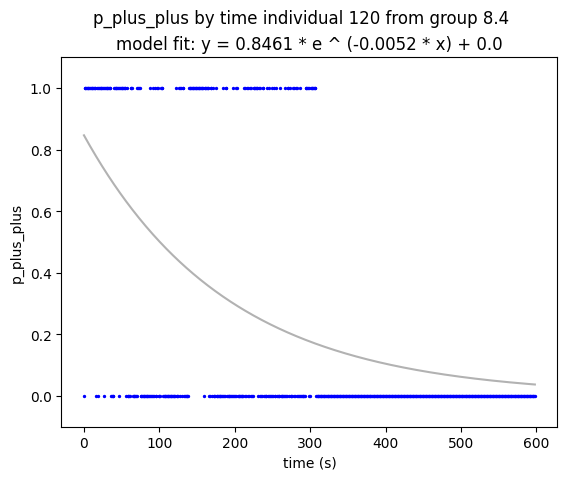 p_plus_plus by time individual 120 from group 8.4
model fit: y = 0.8461 * e ^ (-0.0052 * x) + 0.0
1.0
0.8
0.6
0.4
0.2
0.0
p_plus_plus
0 100 200 300 400 500 600
time (s)